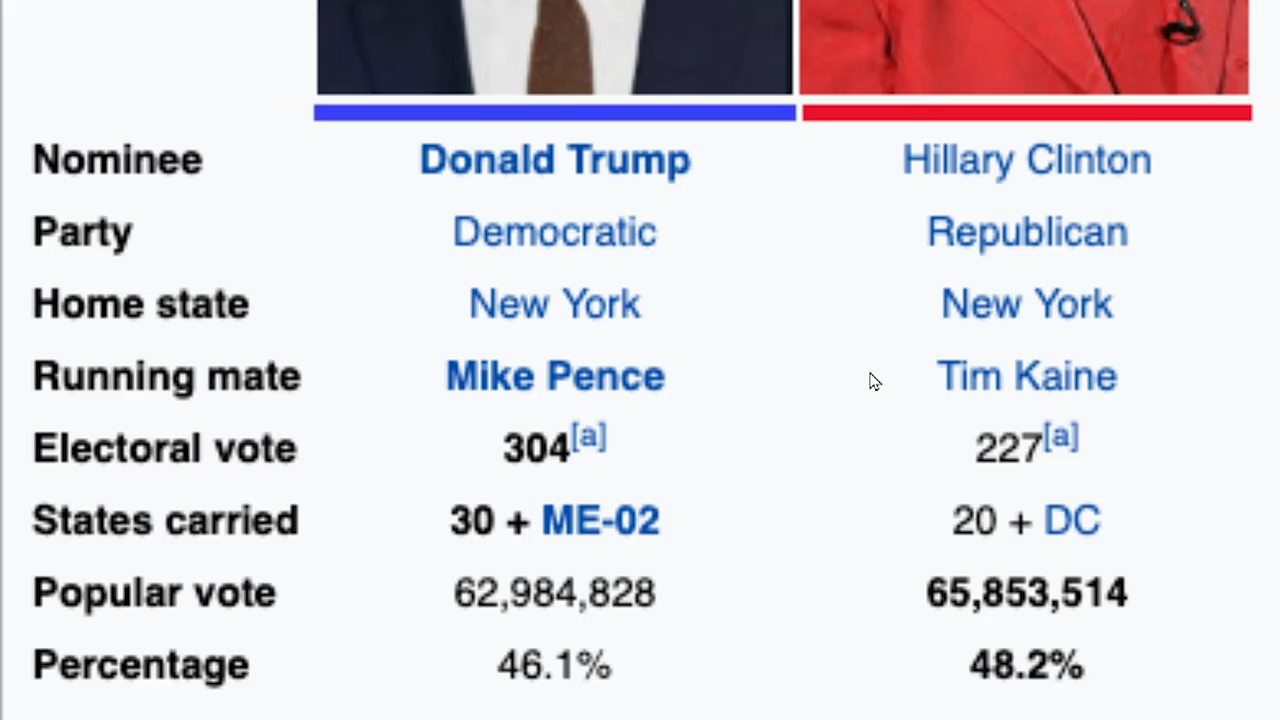 Nominee Donald Trump Hillary Clinton
Party Democratic Republican
Home state New York New York
Running mate Mike Pence Tim Kaine
Electoral vote 304[a] 227[a]
States carried 30 + ME-02 20 + DC
Popular vote 62,984,828 65,853,514
Percentage 46.1% 48.2%